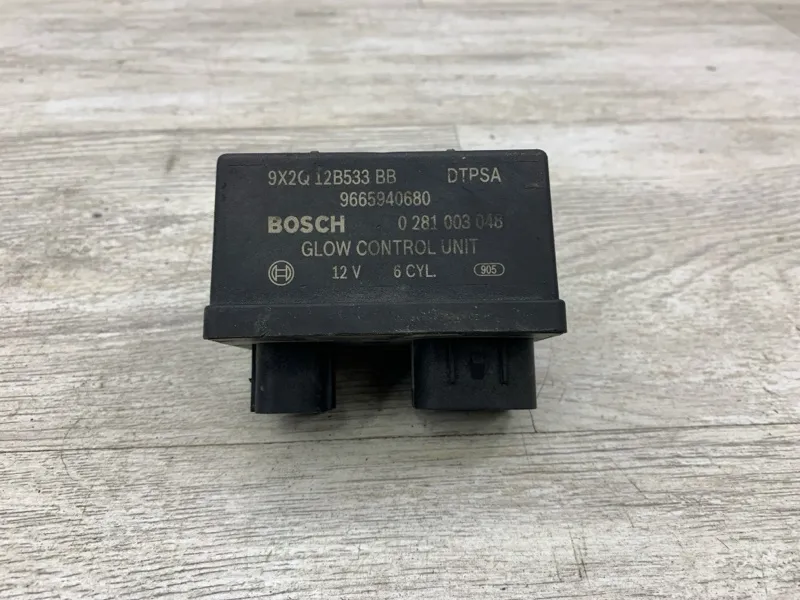 9X2Q 12B533 BB DTPSA
9665940680
BOSCH 0 281 003 048
GLOW CONTROL UNIT
12 V 6 CYL. 905